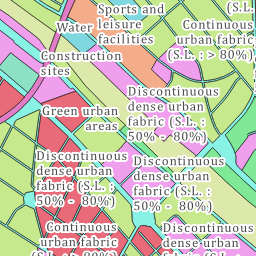 Sports and
leisure
facilities
Water
(S.L.
Continuous
urban fabric
(S.L. : > 80%)
Construction
sites
Discontinuous
dense urban
fabric (S.L. :
50% - 80%)
Green urban
areas
Discontinuous
dense urban
fabric (S.L. :
50% - 80%)
Discontinuous
dense urban
fabric (S.L. :
50% - 80%)
Continuous
urban fabric
(S.L. : > 80%)
Discontinuous
dense urban
fabric (S.L. :